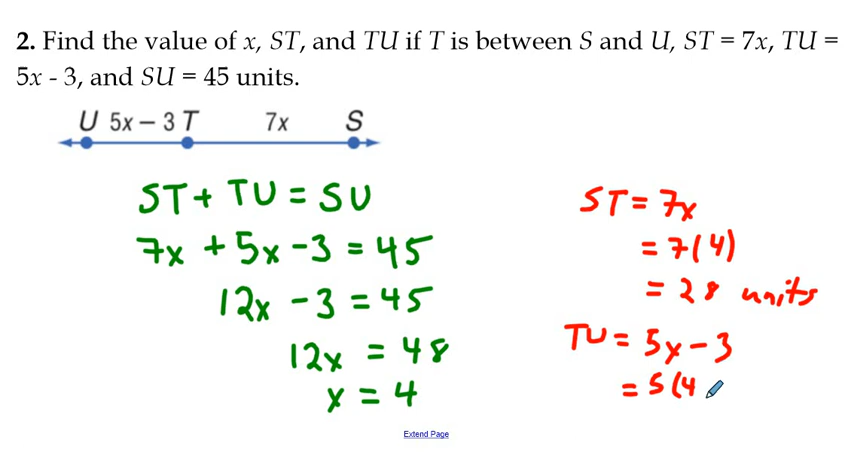 2. Find the value of x, ST, and TU if T is between S and U, ST = 7x, TU =
5x - 3, and SU = 45 units.
U 5x – 3 T 7x S
ST + TU = SU
7x + 5x - 3 = 45
12x - 3 = 45
12x = 48
x = 4
ST = 7x
= 7(4)
= 28 units
TU = 5x - 3
= 5(4
Extend Page